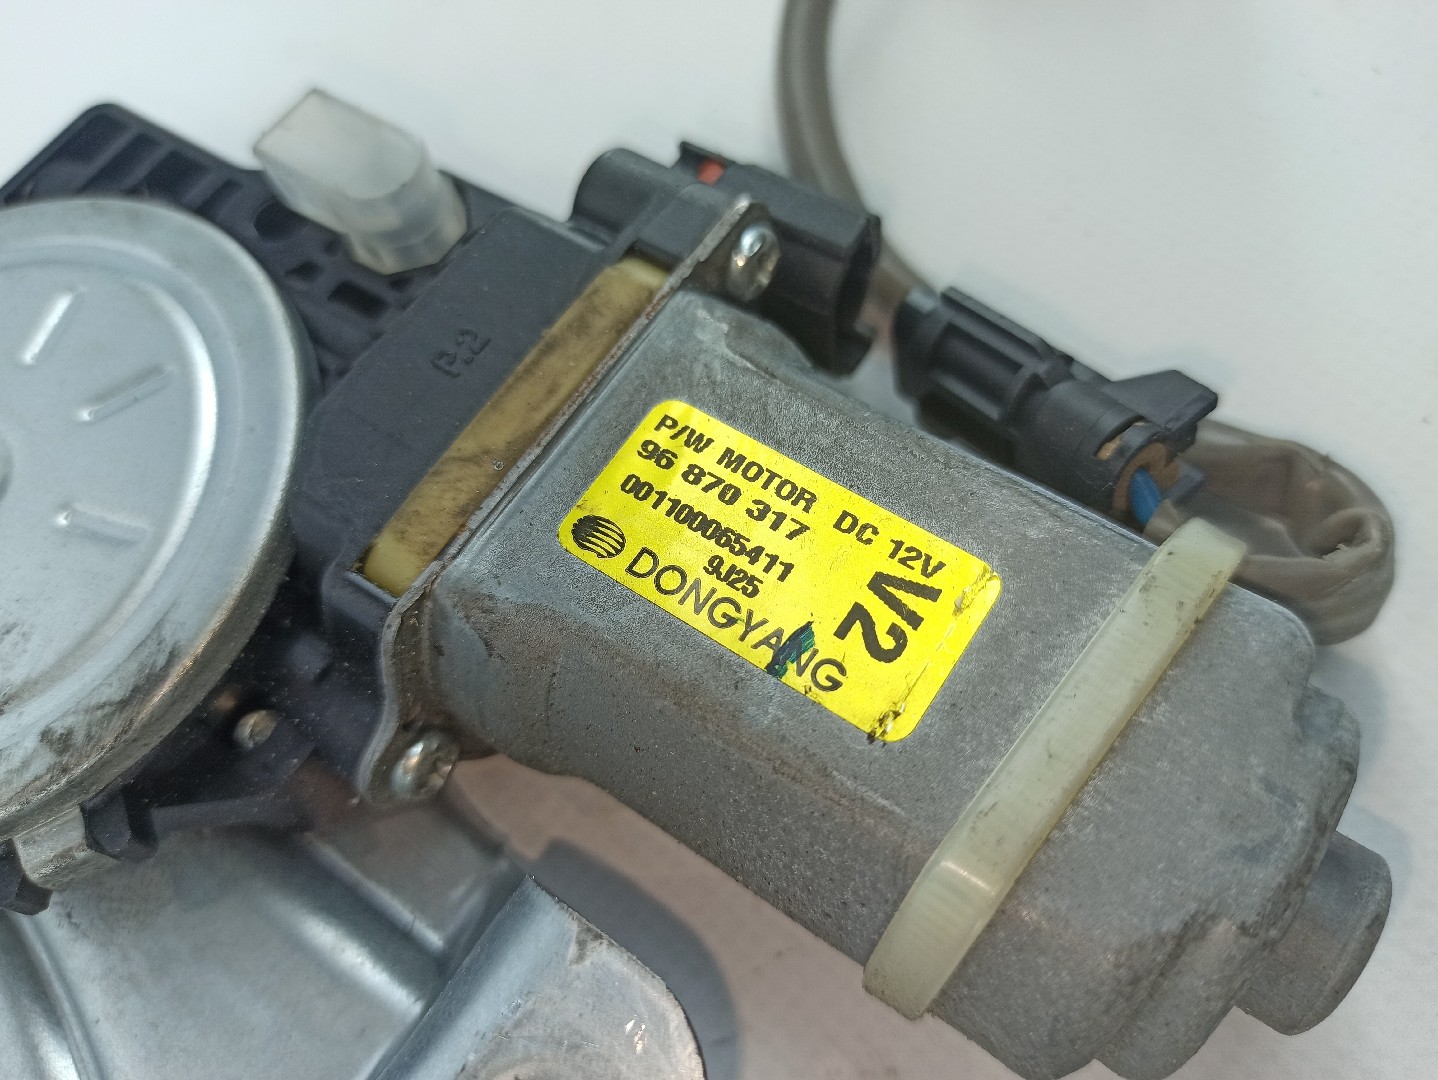 P.2
P/W MOTOR DC 12V
96 870 317
001100065411
9J25
V2
DONGYANG